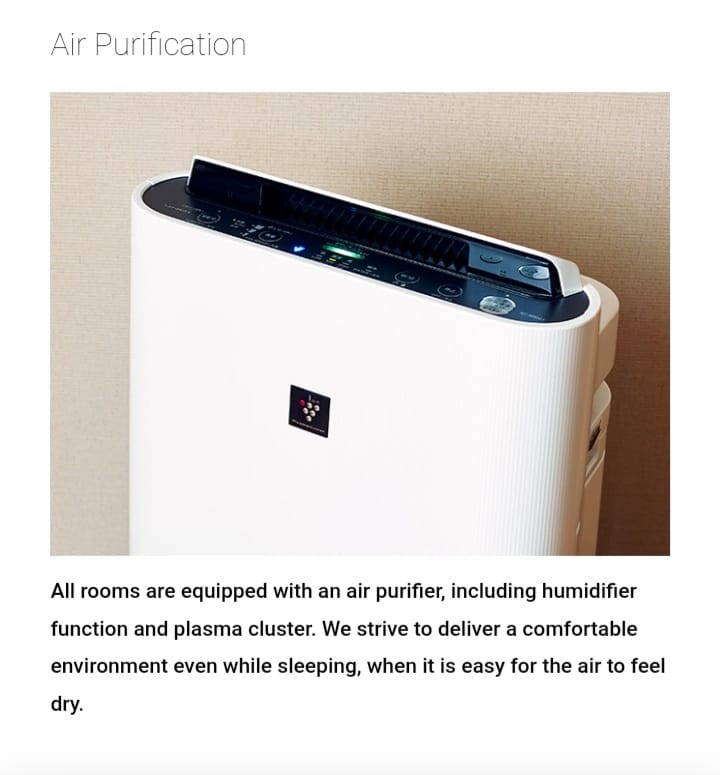 Air Purification
All rooms are equipped with an air purifier, including humidifier
function and plasma cluster. We strive to deliver a comfortable
environment even while sleeping, when it is easy for the air to feel
dry.